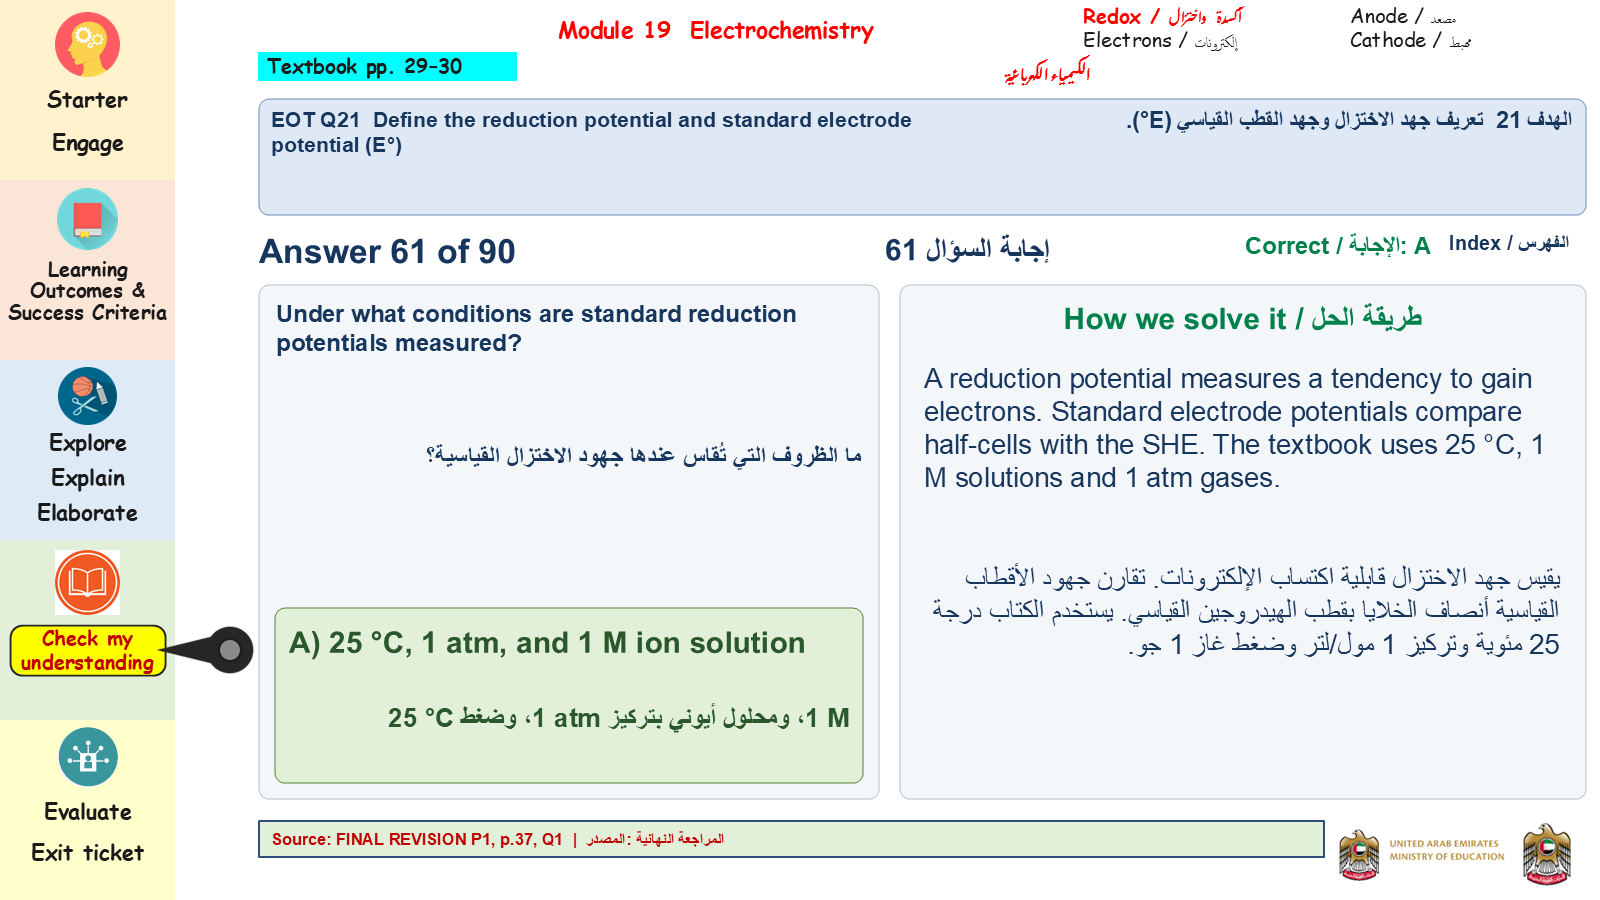 Starter
Engage
Learning
Outcomes &
Success Criteria
Explore
Explain
Elaborate
Check my
understanding
Evaluate
Exit ticket
Module 19 Electrochemistry
Redox / أكسدة واختزال
Electrons / إلكترونات
Anode / مصعد
Cathode / مهبط
Textbook pp. 29-30
الكيمياء الكهربائية
EOT Q21 Define the reduction potential and standard electrode
potential (E°)
الهدف 21 تعريف جهد الاختزال وجهد القطب القياسي (E°).
Answer 61 of 90
إجابة السؤال 61
Correct / الإجابة: A
Index / الفهرس
Under what conditions are standard reduction
potentials measured?
ما الظروف التي تُقاس عندها جهود الاختزال القياسية؟
A) 25 °C, 1 atm, and 1 M ion solution
25 °C وضغط ،1 atm ومحلول أيوني بتركيز ،1 M
How we solve it / طريقة الحل
A reduction potential measures a tendency to gain
electrons. Standard electrode potentials compare
half-cells with the SHE. The textbook uses 25 °C, 1
M solutions and 1 atm gases.
يقيس جهد الاختزال قابلية اكتساب الإلكترونات. تقارن جهود الأقطاب
القياسية أنصاف الخلايا بقطب الهيدروجين القياسي. يستخدم الكتاب درجة
25 مئوية وتركيز 1 مول/لتر وضغط غاز 1 جو.
Source: FINAL REVISION P1, p.37, Q1 | المصدر: المراجعة النهائية
UNITED ARAB EMIRATES
MINISTRY OF EDUCATION